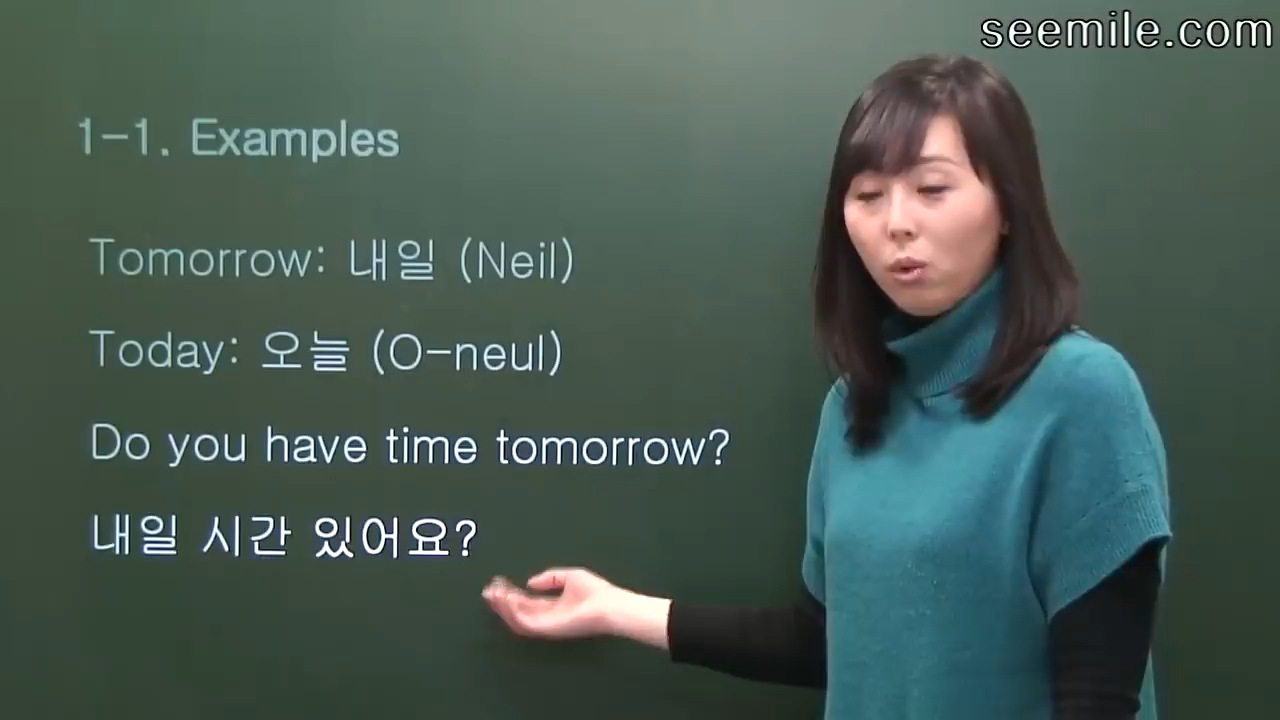 seemile.com
1-1. Examples
Tomorrow: 내일 (Neil)
Today: 오늘 (O-neul)
Do you have time tomorrow?
내일 시간 있어요?